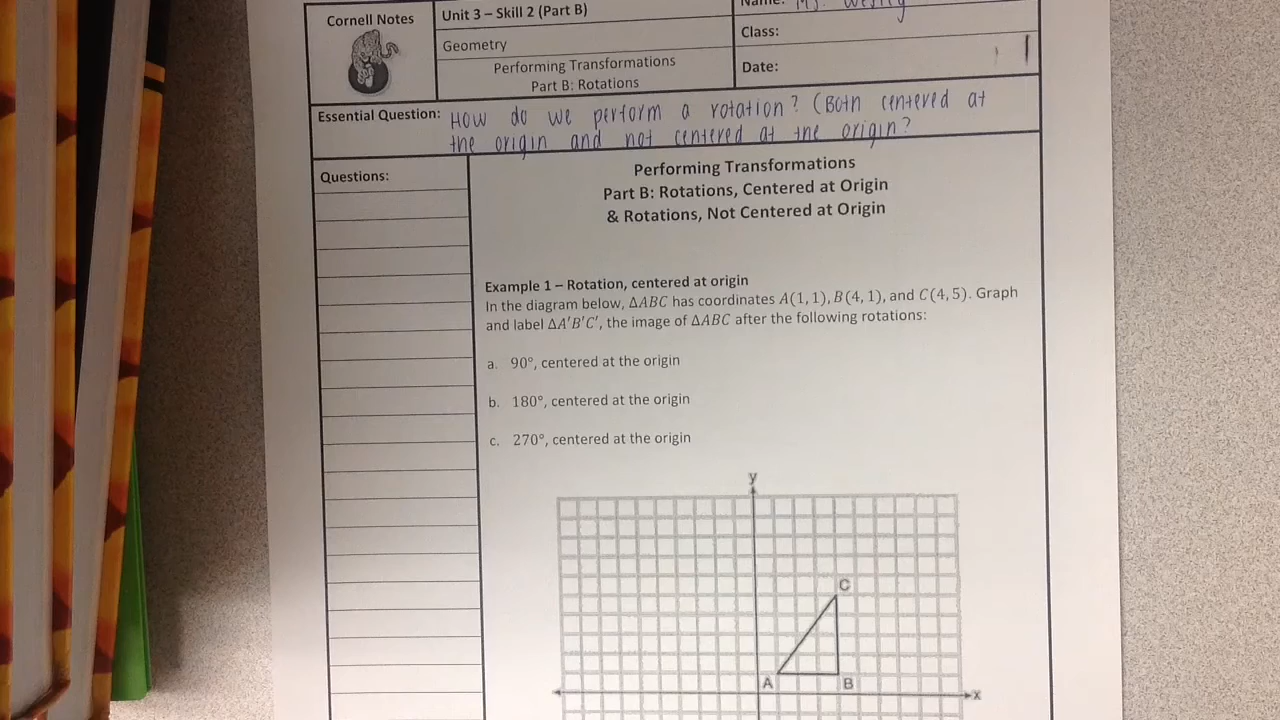 Cornell Notes
Unit 3 – Skill 2 (Part B)
Geometry
Performing Transformations
Part B: Rotations
Name: Ms.
Class:
Date:
Essential Question: How do we perform a rotation? (Both centered at
the origin and not centered at the origin?
Questions:
Performing Transformations
Part B: Rotations, Centered at Origin
& Rotations, Not Centered at Origin
Example 1 – Rotation, centered at origin
In the diagram below, ΔABC has coordinates A(1, 1), B(4, 1), and C(4, 5). Graph
and label ΔA'B'C', the image of ΔABC after the following rotations:
a. 90°, centered at the origin
b. 180°, centered at the origin
c. 270°, centered at the origin
y
C
A
B
x